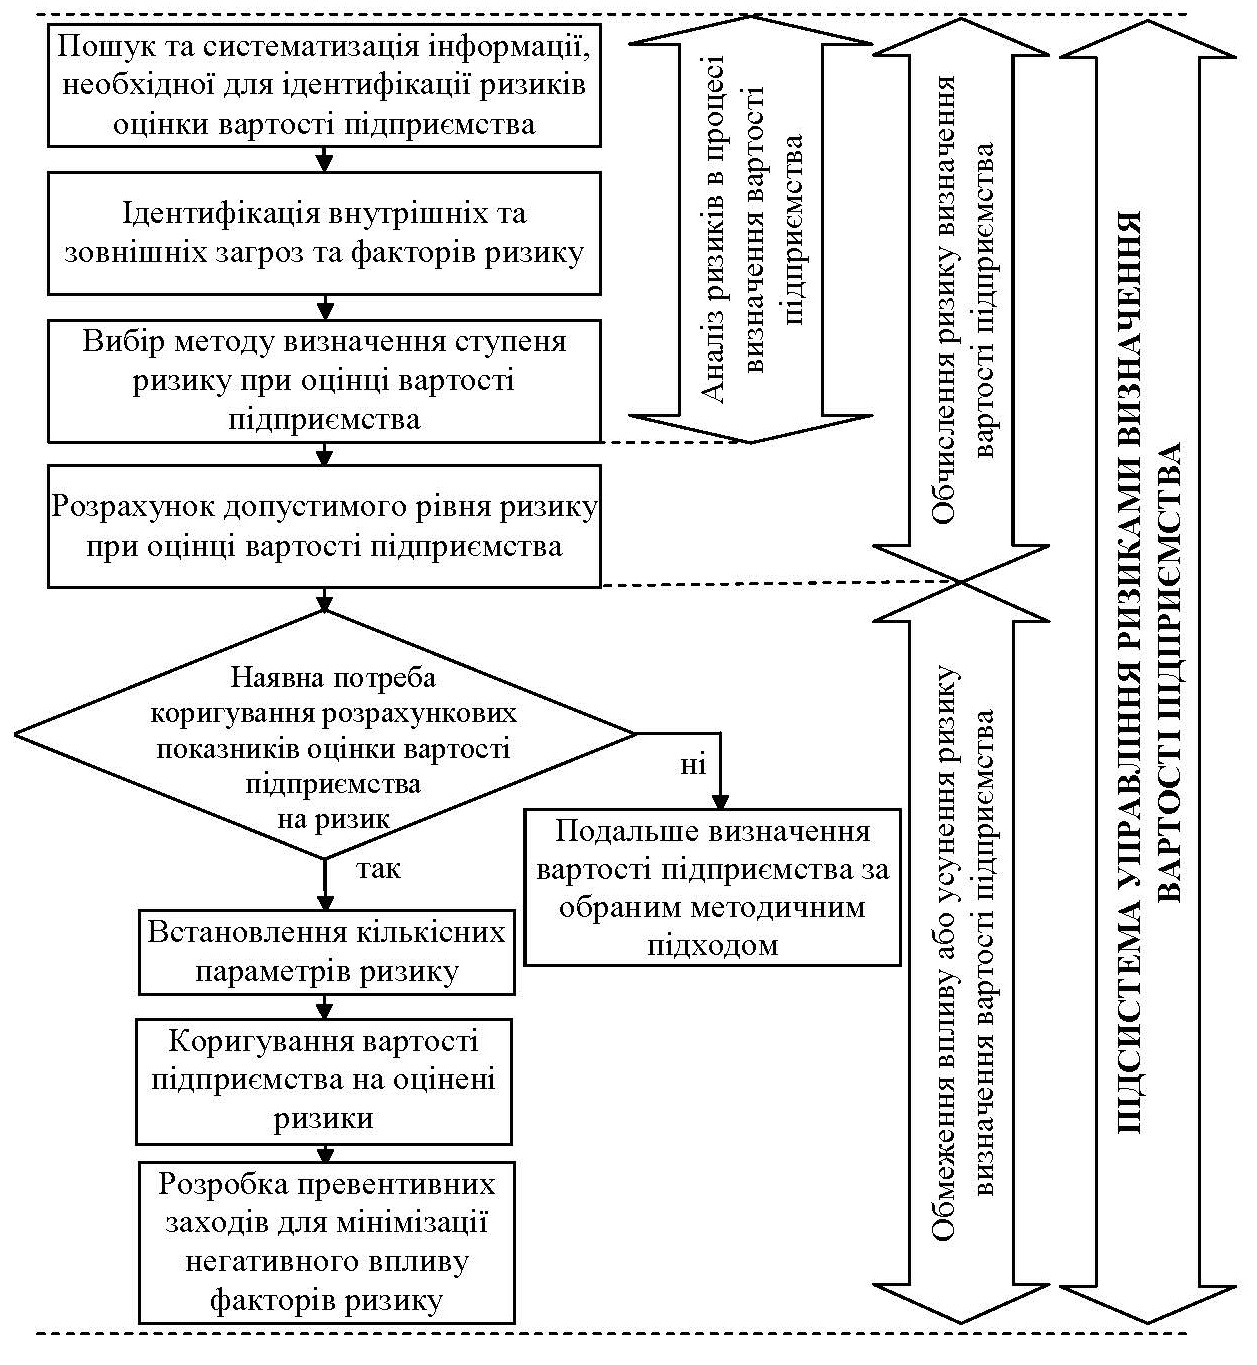 Пошук та систематизація інформації,
необхідної для ідентифікації ризиків
оцінки вартості підприємства
Ідентифікація внутрішніх та
зовнішніх загроз та факторів ризику
Вибір методу визначення ступеня
ризику при оцінці вартості
підприємства
Розрахунок допустимого рівня ризику
при оцінці вартості підприємства
Наявна потреба
коригування розрахункових
показників оцінки вартості
підприємства
на ризик
ні
так
Подальше визначення
вартості підприємства за
обраним методичним
підходом
Встановлення кількісних
параметрів ризику
Коригування вартості
підприємства на оцінені
ризики
Розробка превентивних
заходів для мінімізації
негативного впливу
факторів ризику
Аналіз ризиків в процесі
визначення вартості
підприємства
Обчислення ризику визначення
вартості підприємства
Обмеження впливу або усунення ризику
визначення вартості підприємства
ПІДСИСТЕМА УПРАВЛІННЯ РИЗИКАМИ ВИЗНАЧЕННЯ
ВАРТОСТІ ПІДПРИЄМСТВА